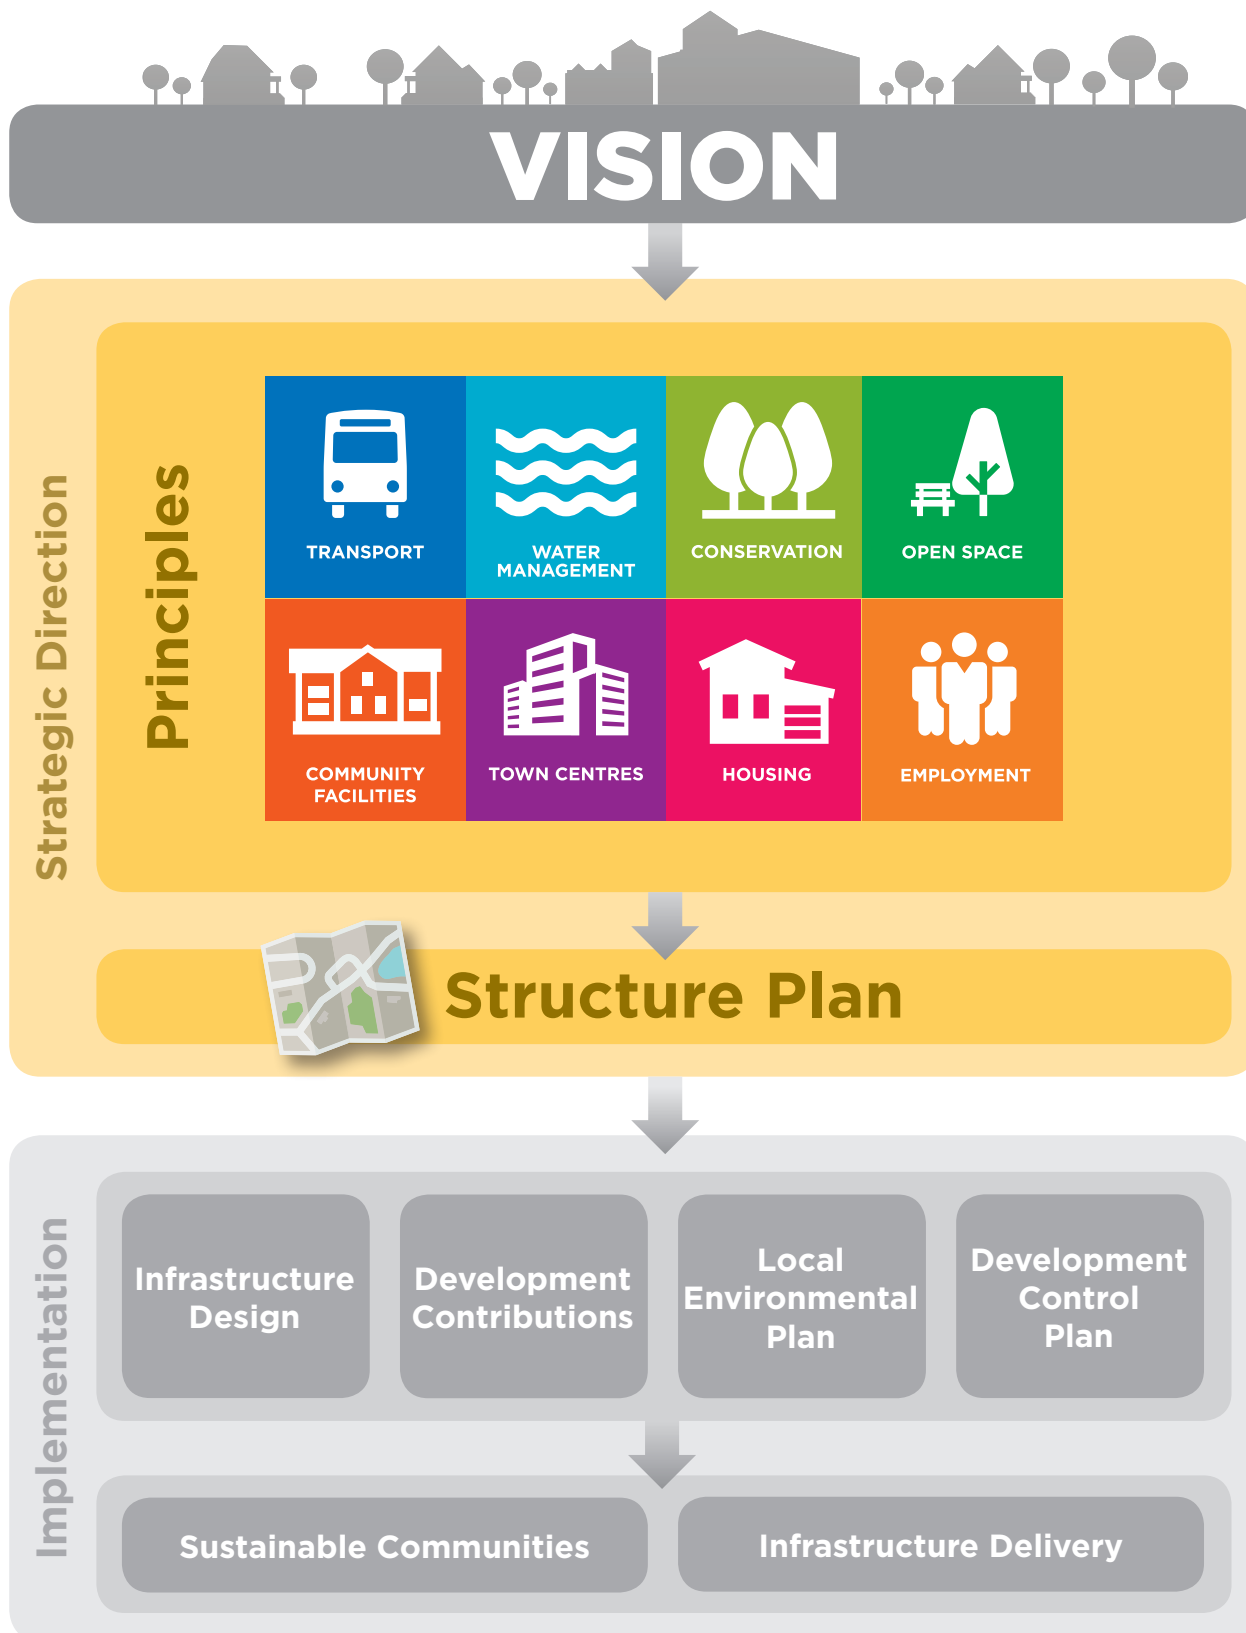 VISION
Strategic Direction
Principles
TRANSPORT
WATER
MANAGEMENT
CONSERVATION
OPEN SPACE
COMMUNITY
FACILITIES
TOWN CENTRES
HOUSING
EMPLOYMENT
Structure Plan
Implementation
Infrastructure
Design
Development
Contributions
Local
Environmental
Plan
Development
Control
Plan
Sustainable Communities
Infrastructure Delivery